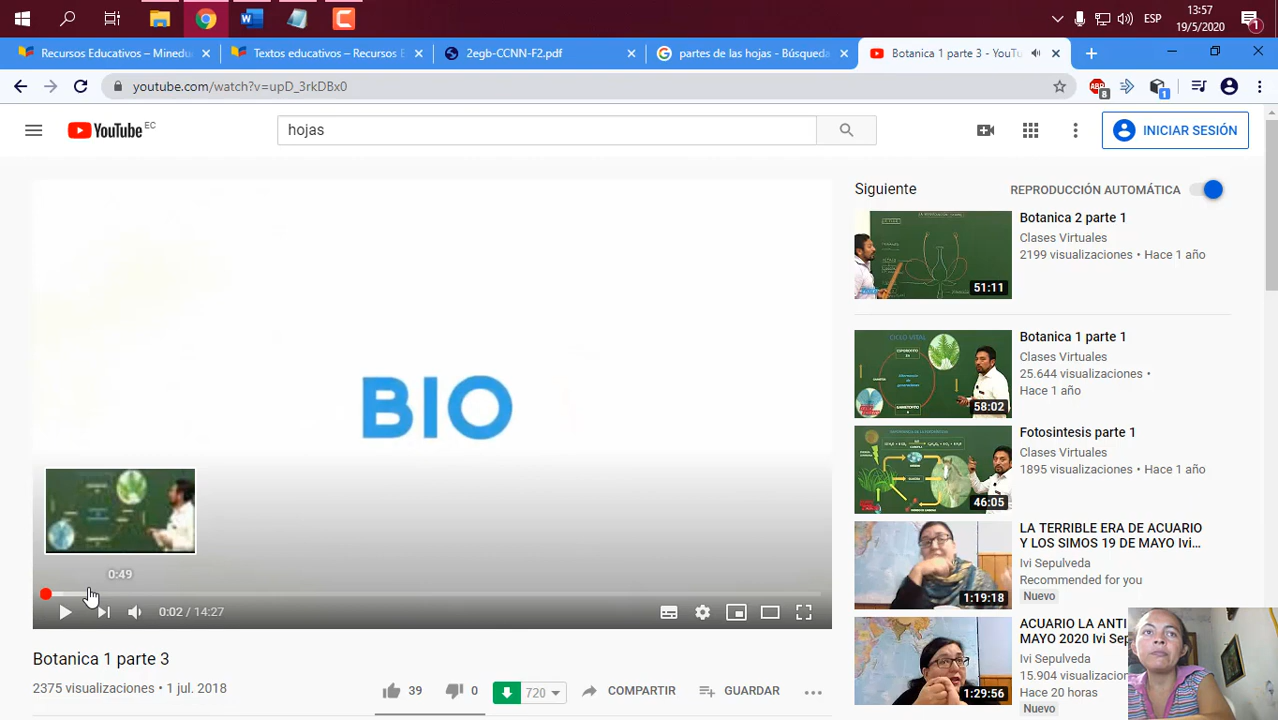 13:57
ESP
19/5/2020
1
Recursos Educativos – Minedu
Textos educativos – Recursos E
2egb-CCNN-F2.pdf
partes de las hojas - Búsqueda
Botanica 1 parte 3 - YouTu
youtube.com/watch?v=upD_3rkDBx0
ABP
8
1
YouTube EC
hojas
INICIAR SESIÓN
Siguiente
REPRODUCCIÓN AUTOMÁTICA
BIO
0:49
0:02 / 14:27
Botanica 1 parte 3
2375 visualizaciones • 1 jul. 2018
39
0
720
COMPARTIR
GUARDAR
51:11
Botanica 2 parte 1
Clases Virtuales
2199 visualizaciones • Hace 1 año
CICLO VITAL
58:02
Botanica 1 parte 1
Clases Virtuales
25.644 visualizaciones •
Hace 1 año
46:05
Fotosintesis parte 1
Clases Virtuales
1895 visualizaciones • Hace 1 año
1:19:18
LA TERRIBLE ERA DE ACUARIO
Y LOS SIMOS 19 DE MAYO Ivi...
Ivi Sepulveda
Recommended for you
Nuevo
1:29:56
ACUARIO LA ANTI
MAYO 2020 Ivi Sep
Ivi Sepulveda
15.904 visualizacion
Hace 20 horas
Nuevo